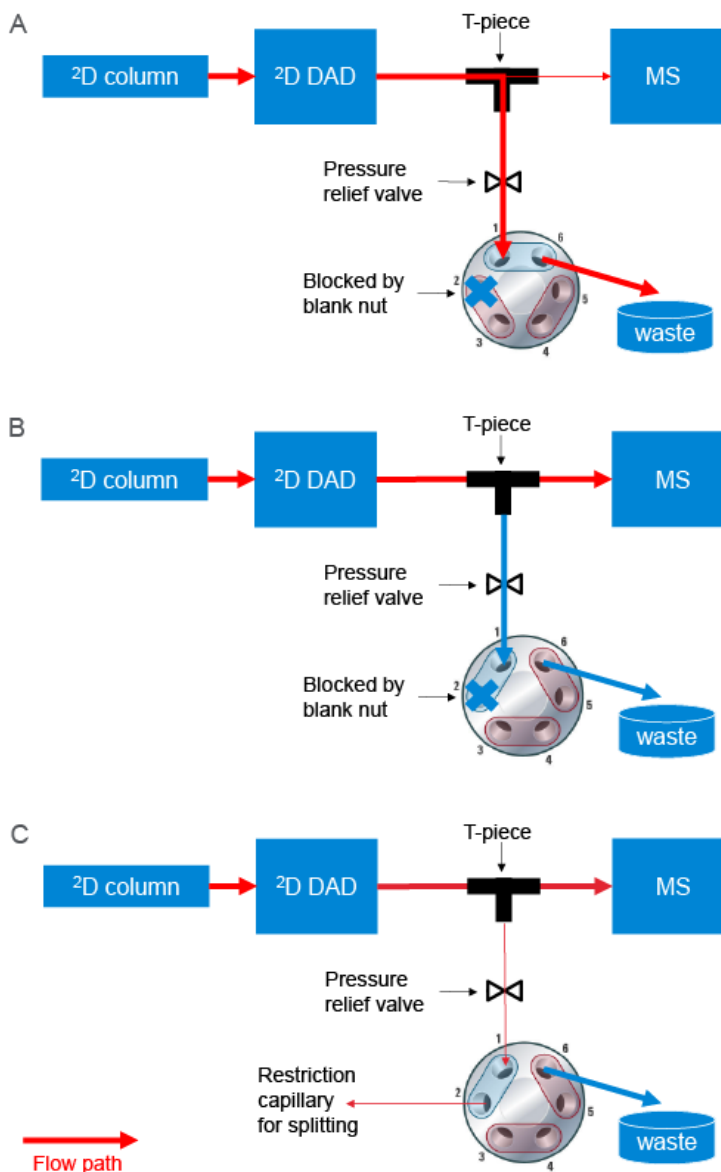 A
T-piece
²D column
²D DAD
MS
Pressure
relief valve
1
6
Blocked by
blank nut
2
5
3
4
waste
B
T-piece
²D column
²D DAD
MS
Pressure
relief valve
1
6
Blocked by
blank nut
2
5
3
4
waste
C
T-piece
²D column
²D DAD
MS
Pressure
relief valve
1
6
Restriction
capillary
for splitting
2
5
3
4
waste
Flow path